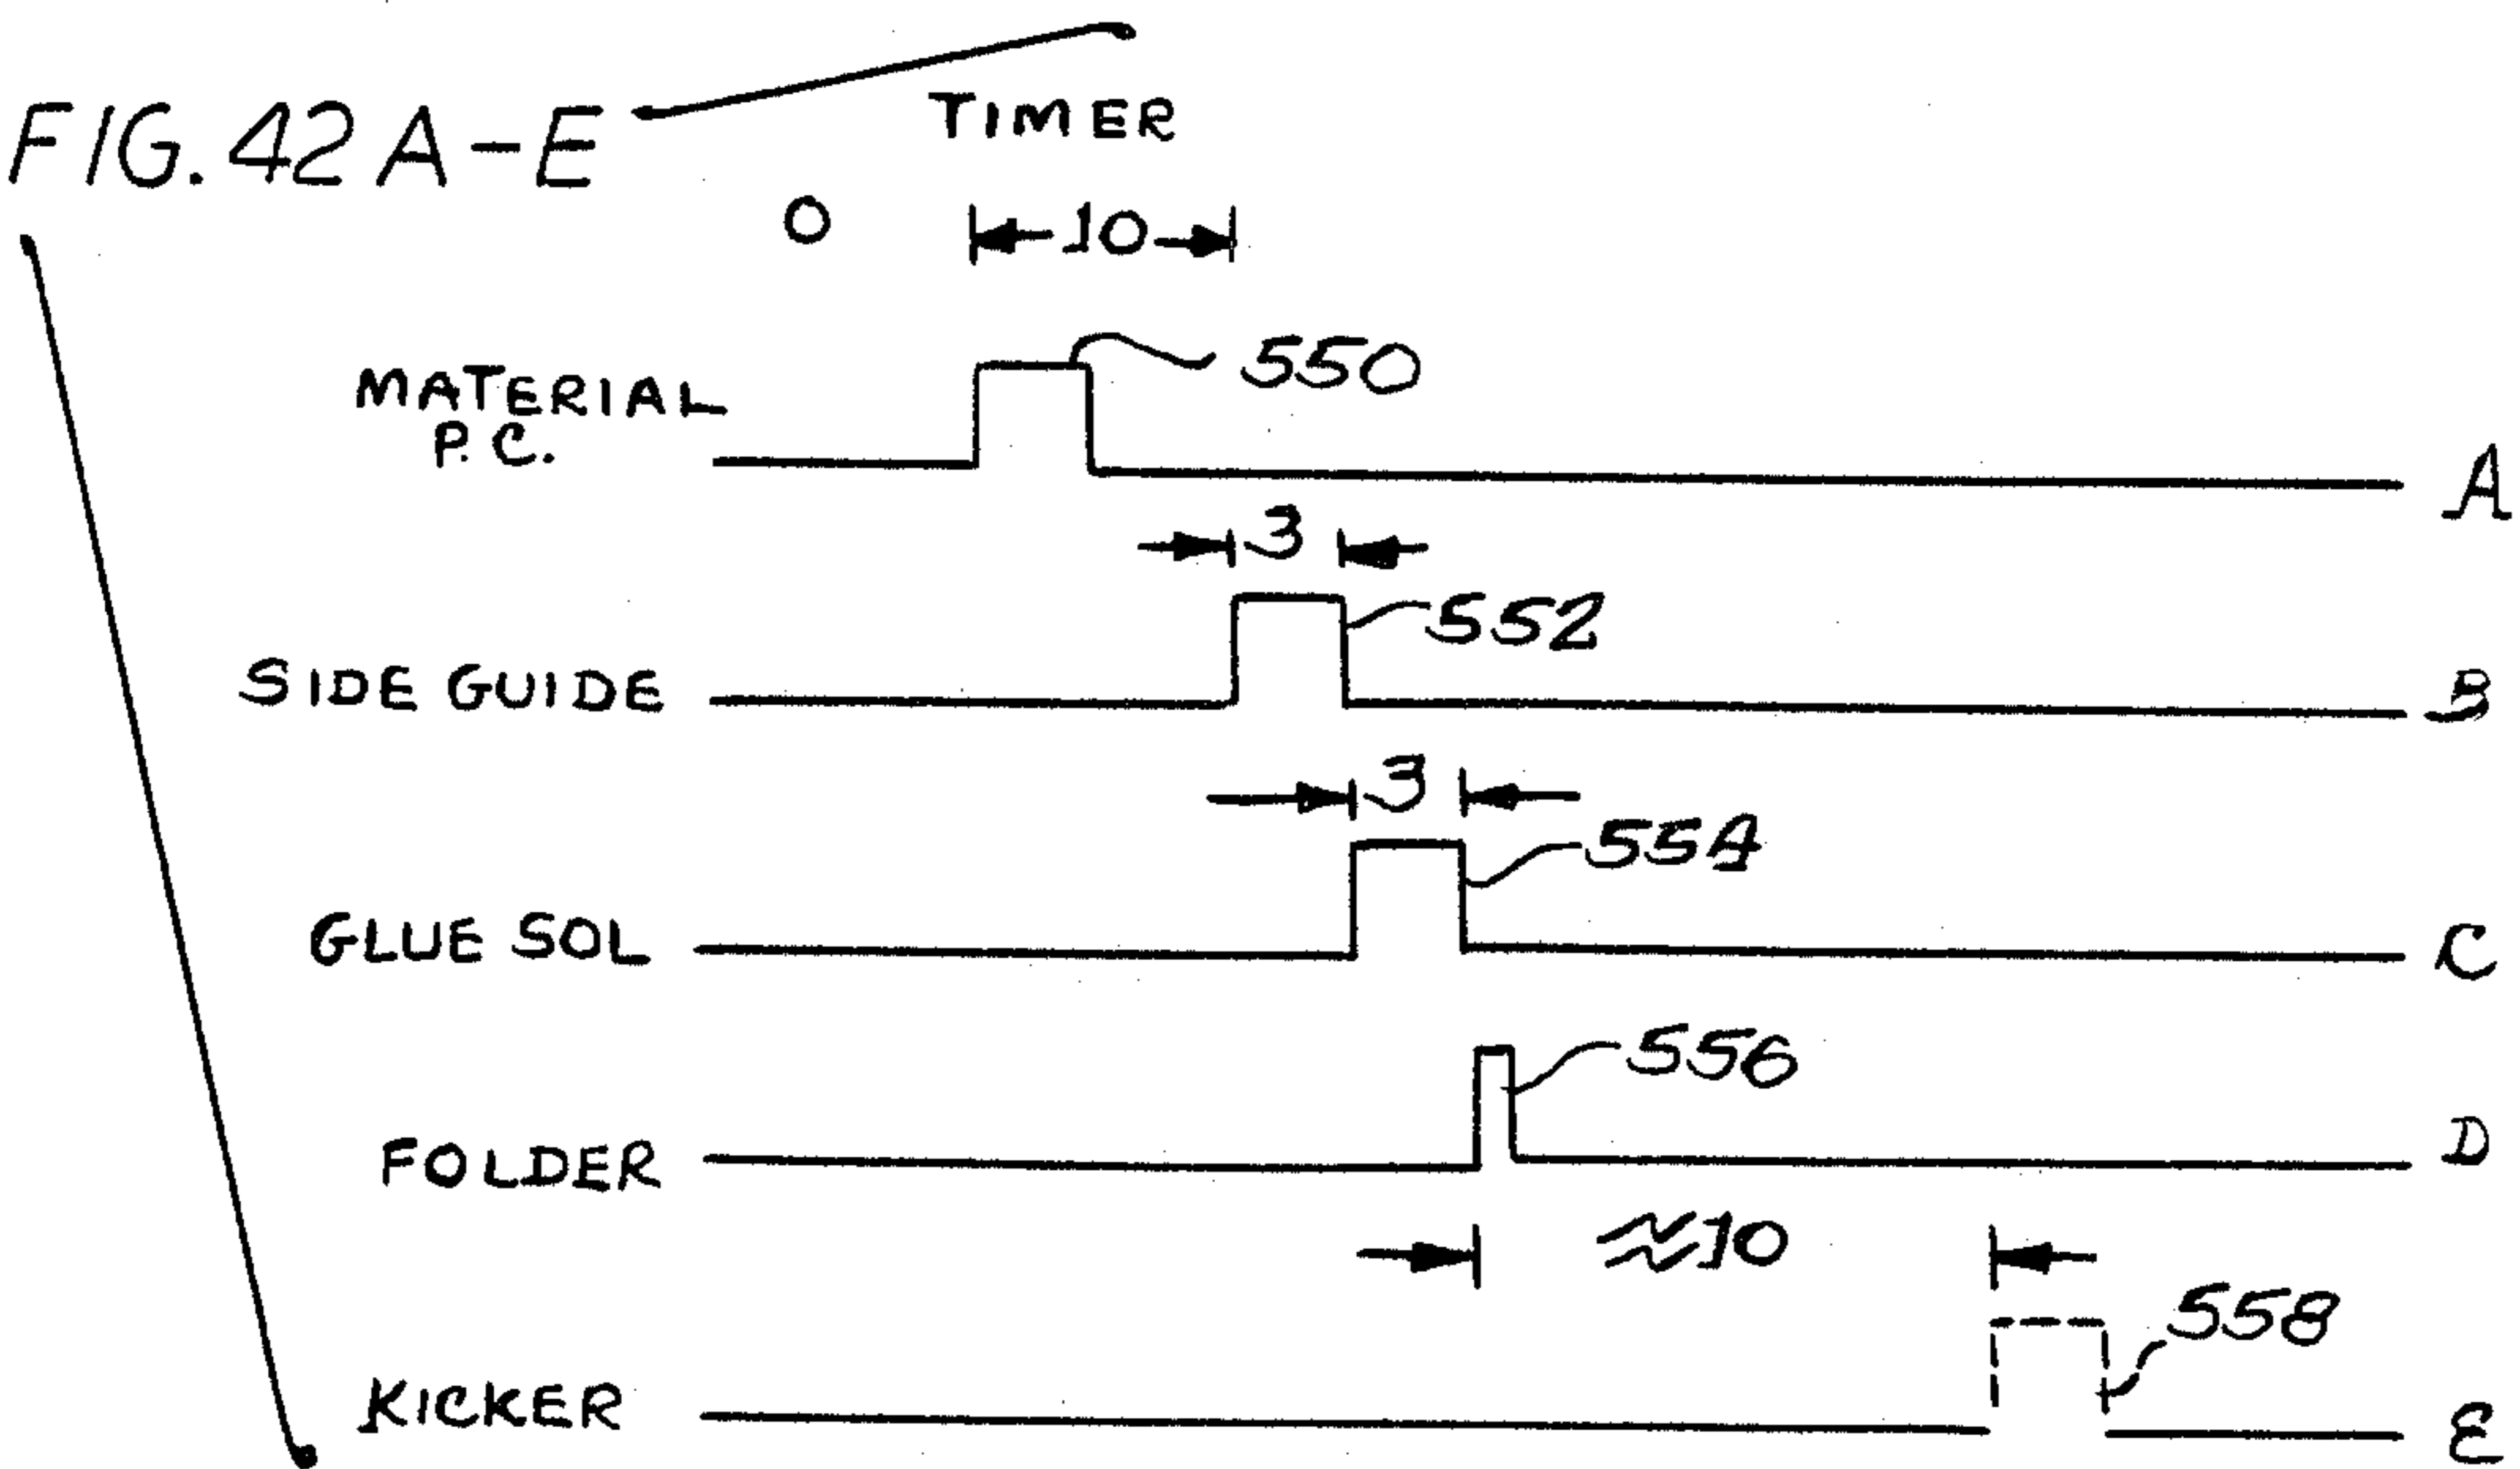 FIG. 42 A-E
TIMER
0
10
MATERIAL
P.C.
550
A
3
SIDE GUIDE
552
B
3
GLUE SOL
554
C
FOLDER
556
D
≈10
KICKER
558
E